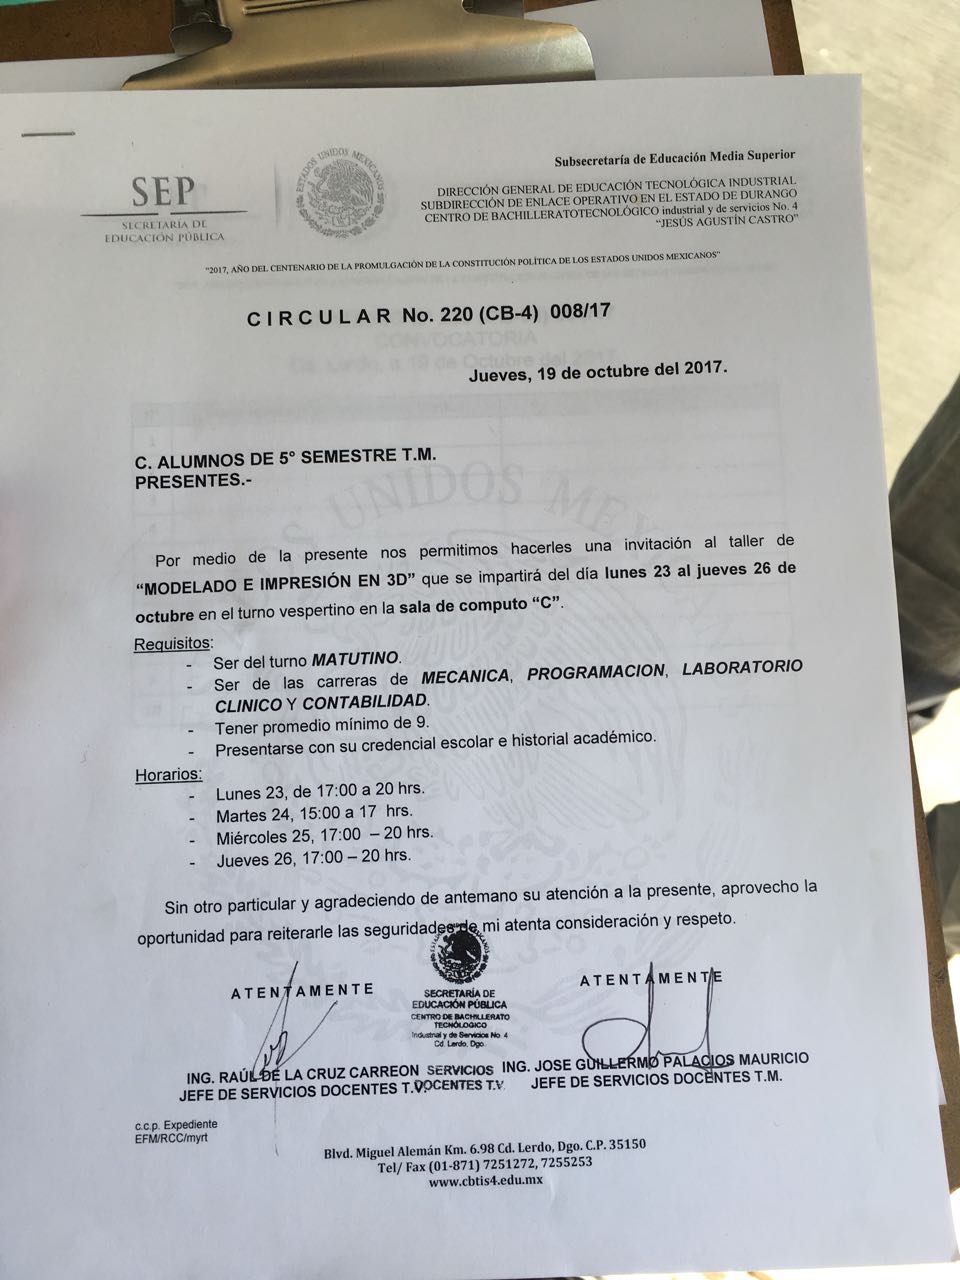 SEP
SECRETARÍA DE
EDUCACIÓN PÚBLICA
ESTADOS UNIDOS MEXICANOS
Subsecretaría de Educación Media Superior
DIRECCIÓN GENERAL DE EDUCACIÓN TECNOLÓGICA INDUSTRIAL
SUBDIRECCIÓN DE ENLACE OPERATIVO EN EL ESTADO DE DURANGO
CENTRO DE BACHILLERATOTECNOLÓGICO industrial y de servicios No. 4
"JESÚS AGUSTÍN CASTRO"
"2017, AÑO DEL CENTENARIO DE LA PROMULGACIÓN DE LA CONSTITUCIÓN POLÍTICA DE LOS ESTADOS UNIDOS MEXICANOS"
C I R C U L A R No. 220 (CB-4) 008/17
CONVOCATORIA
Cd. Lerdo, a 19 de Octubre del 2017
Jueves, 19 de octubre del 2017.
C. ALUMNOS DE 5° SEMESTRE T.M.
PRESENTES.-
Por medio de la presente nos permitimos hacerles una invitación al taller de
“MODELADO E IMPRESIÓN EN 3D” que se impartirá del día lunes 23 al jueves 26 de
octubre en el turno vespertino en la sala de computo “C”.
Requisitos:
- Ser del turno MATUTINO.
- Ser de las carreras de MECANICA, PROGRAMACION, LABORATORIO
CLINICO Y CONTABILIDAD.
- Tener promedio mínimo de 9.
- Presentarse con su credencial escolar e historial académico.
Horarios:
- Lunes 23, de 17:00 a 20 hrs.
- Martes 24, 15:00 a 17 hrs.
- Miércoles 25, 17:00 – 20 hrs.
- Jueves 26, 17:00 – 20 hrs.
Sin otro particular y agradeciendo de antemano su atención a la presente, aprovecho la
oportunidad para reiterarle las seguridades de mi atenta consideración y respeto.
A T E N T A M E N T E
A T E N T A M E N T E
SECRETARÍA DE
EDUCACIÓN PÚBLICA
CENTRO DE BACHILLERATO
TECNÓLOGICO
Industrial y de Servicios No. 4
Cd. Lerdo, Dgo.
SERVICIOS
DOCENTES T.V.
ING. RAÚL DE LA CRUZ CARREON
JEFE DE SERVICIOS DOCENTES T.V.
ING. JOSE GUILLERMO PALACIOS MAURICIO
JEFE DE SERVICIOS DOCENTES T.M.
c.c.p. Expediente
EFM/RCC/myrt
Blvd. Miguel Alemán Km. 6.98 Cd. Lerdo, Dgo. C.P. 35150
Tel/ Fax (01-871) 7251272, 7255253
www.cbtis4.edu.mx